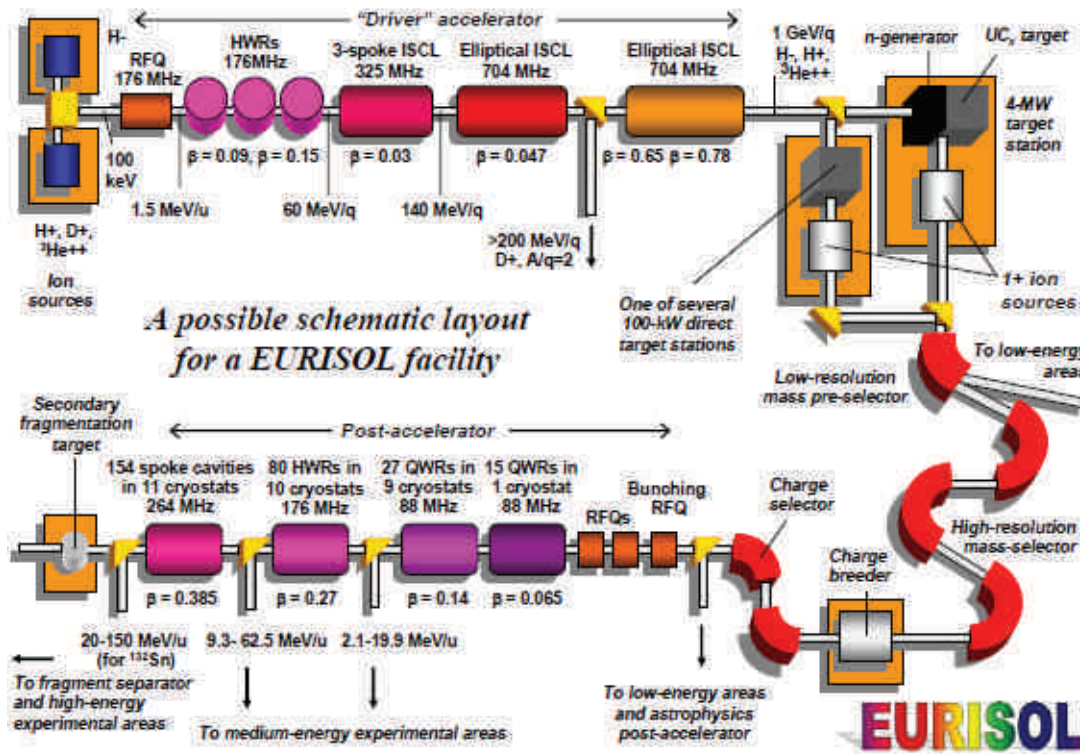 "Driver" accelerator
H-
RFQ
176 MHz
HWRs
176MHz
3-spoke ISCL
325 MHz
Elliptical ISCL
704 MHz
Elliptical ISCL
704 MHz
1 GeV/q
H-, H+,
³He++
n-generator
UCₓ target
4-MW
target
station
100
keV
β = 0.09, β = 0.15
β = 0.03
β = 0.047
β = 0.65 β = 0.78
1.5 MeV/u
60 MeV/q
140 MeV/q
H+, D+,
³He++
Ion
sources
>200 MeV/q
D+, A/q=2
One of several
100-kW direct
target stations
1+ ion
sources
A possible schematic layout
for a EURISOL facility
Low-resolution
mass pre-selector
To low-energy
areas
Secondary
fragmentation
target
Post-accelerator
154 spoke cavities
in 11 cryostats
264 MHz
80 HWRs in
10 cryostats
176 MHz
27 QWRs in
9 cryostats
88 MHz
15 QWRs in
1 cryostat
88 MHz
RFQs
Bunching
RFQ
Charge
selector
High-resolution
mass-selector
Charge
breeder
β = 0.385
β = 0.27
β = 0.14
β = 0.065
20-150 MeV/u
(for ¹³²Sn)
9.3- 62.5 MeV/u
2.1-19.9 MeV/u
To fragment separator
and high-energy
experimental areas
To medium-energy experimental areas
To low-energy areas
and astrophysics
post-accelerator
EURISOL